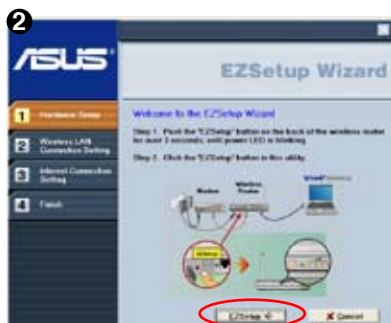 2
ASUS
EZSetup Wizard
1 Hardware Setup
2 Wireless LAN
Connection Setting
3 Internet Connection
Setting
4 Finish
Welcome to the EZSetup Wizard
Step 1. Push the "EZSetup" button on the back of the wireless router
for over 3 seconds, until power LED is blinking.
Step 2. Click the "EZSetup" button in this utility.
Modem
Wireless
Router
EZSetup
EZSetup
Cancel